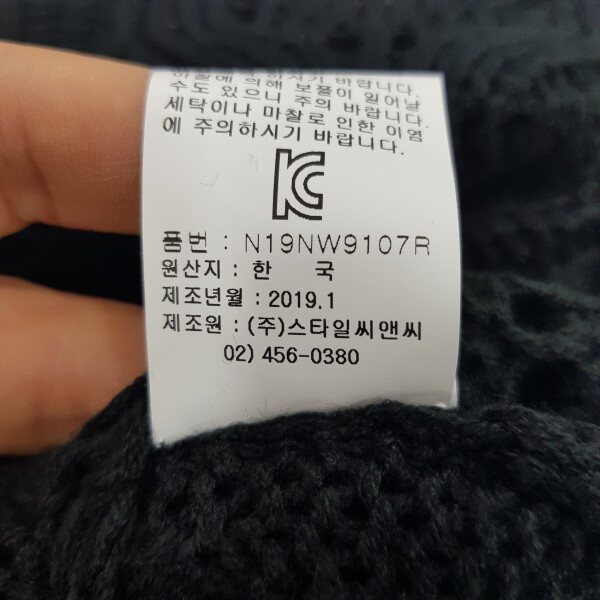 마찰에 의해 보풀이 일어날
수도 있으니 주의 바랍니다.
세탁이나 마찰로 인한 이염
에 주의하시기 바랍니다.
KC
품번 : N19NW9107R
원산지 : 한 국
제조년월 : 2019.1
제조원 : (주)스타일씨앤씨
02) 456-0380